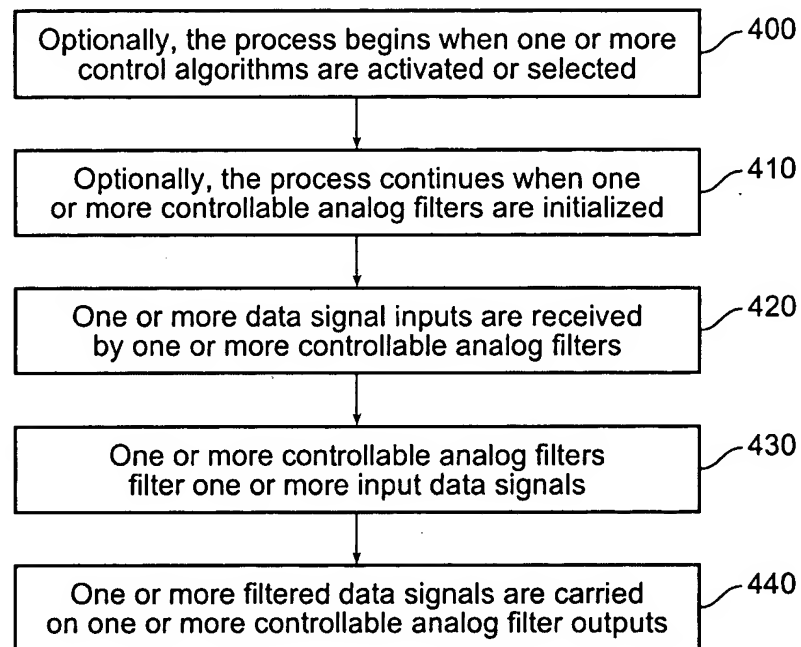 Optionally, the process begins when one or more
control algorithms are activated or selected
400
Optionally, the process continues when one
or more controllable analog filters are initialized
410
One or more data signal inputs are received
by one or more controllable analog filters
420
One or more controllable analog filters
filter one or more input data signals
430
One or more filtered data signals are carried
on one or more controllable analog filter outputs
440